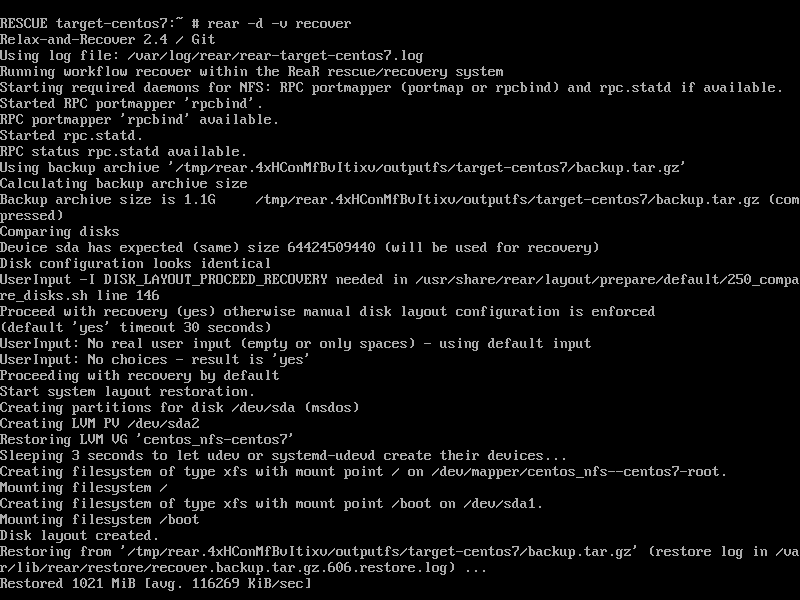 RESCUE target-centos7:~ # rear -d -v recover
Relax-and-Recover 2.4 / Git
Using log file: /var/log/rear/rear-target-centos7.log
Running workflow recover within the ReaR rescue/recovery system
Starting required daemons for NFS: RPC portmapper (portmap or rpcbind) and rpc.statd if available.
Started RPC portmapper 'rpcbind'.
RPC portmapper 'rpcbind' available.
Started rpc.statd.
RPC status rpc.statd available.
Using backup archive '/tmp/rear.4xHConMfBvItixv/outputfs/target-centos7/backup.tar.gz'
Calculating backup archive size
Backup archive size is 1.1G     /tmp/rear.4xHConMfBvItixv/outputfs/target-centos7/backup.tar.gz (com
pressed)
Comparing disks
Device sda has expected (same) size 64424509440 (will be used for recovery)
Disk configuration looks identical
UserInput -I DISK_LAYOUT_PROCEED_RECOVERY needed in /usr/share/rear/layout/prepare/default/250_compa
re_disks.sh line 146
Proceed with recovery (yes) otherwise manual disk layout configuration is enforced
(default 'yes' timeout 30 seconds)
UserInput: No real user input (empty or only spaces) - using default input
UserInput: No choices - result is 'yes'
Proceeding with recovery by default
Start system layout restoration.
Creating partitions for disk /dev/sda (msdos)
Creating LVM PV /dev/sda2
Restoring LVM VG 'centos_nfs-centos7'
Sleeping 3 seconds to let udev or systemd-udevd create their devices...
Creating filesystem of type xfs with mount point / on /dev/mapper/centos_nfs--centos7-root.
Mounting filesystem /
Creating filesystem of type xfs with mount point /boot on /dev/sda1.
Mounting filesystem /boot
Disk layout created.
Restoring from '/tmp/rear.4xHConMfBvItixv/outputfs/target-centos7/backup.tar.gz' (restore log in /va
r/lib/rear/restore/recover.backup.tar.gz.606.restore.log) ...
Restored 1021 MiB [avg. 116269 KiB/sec]